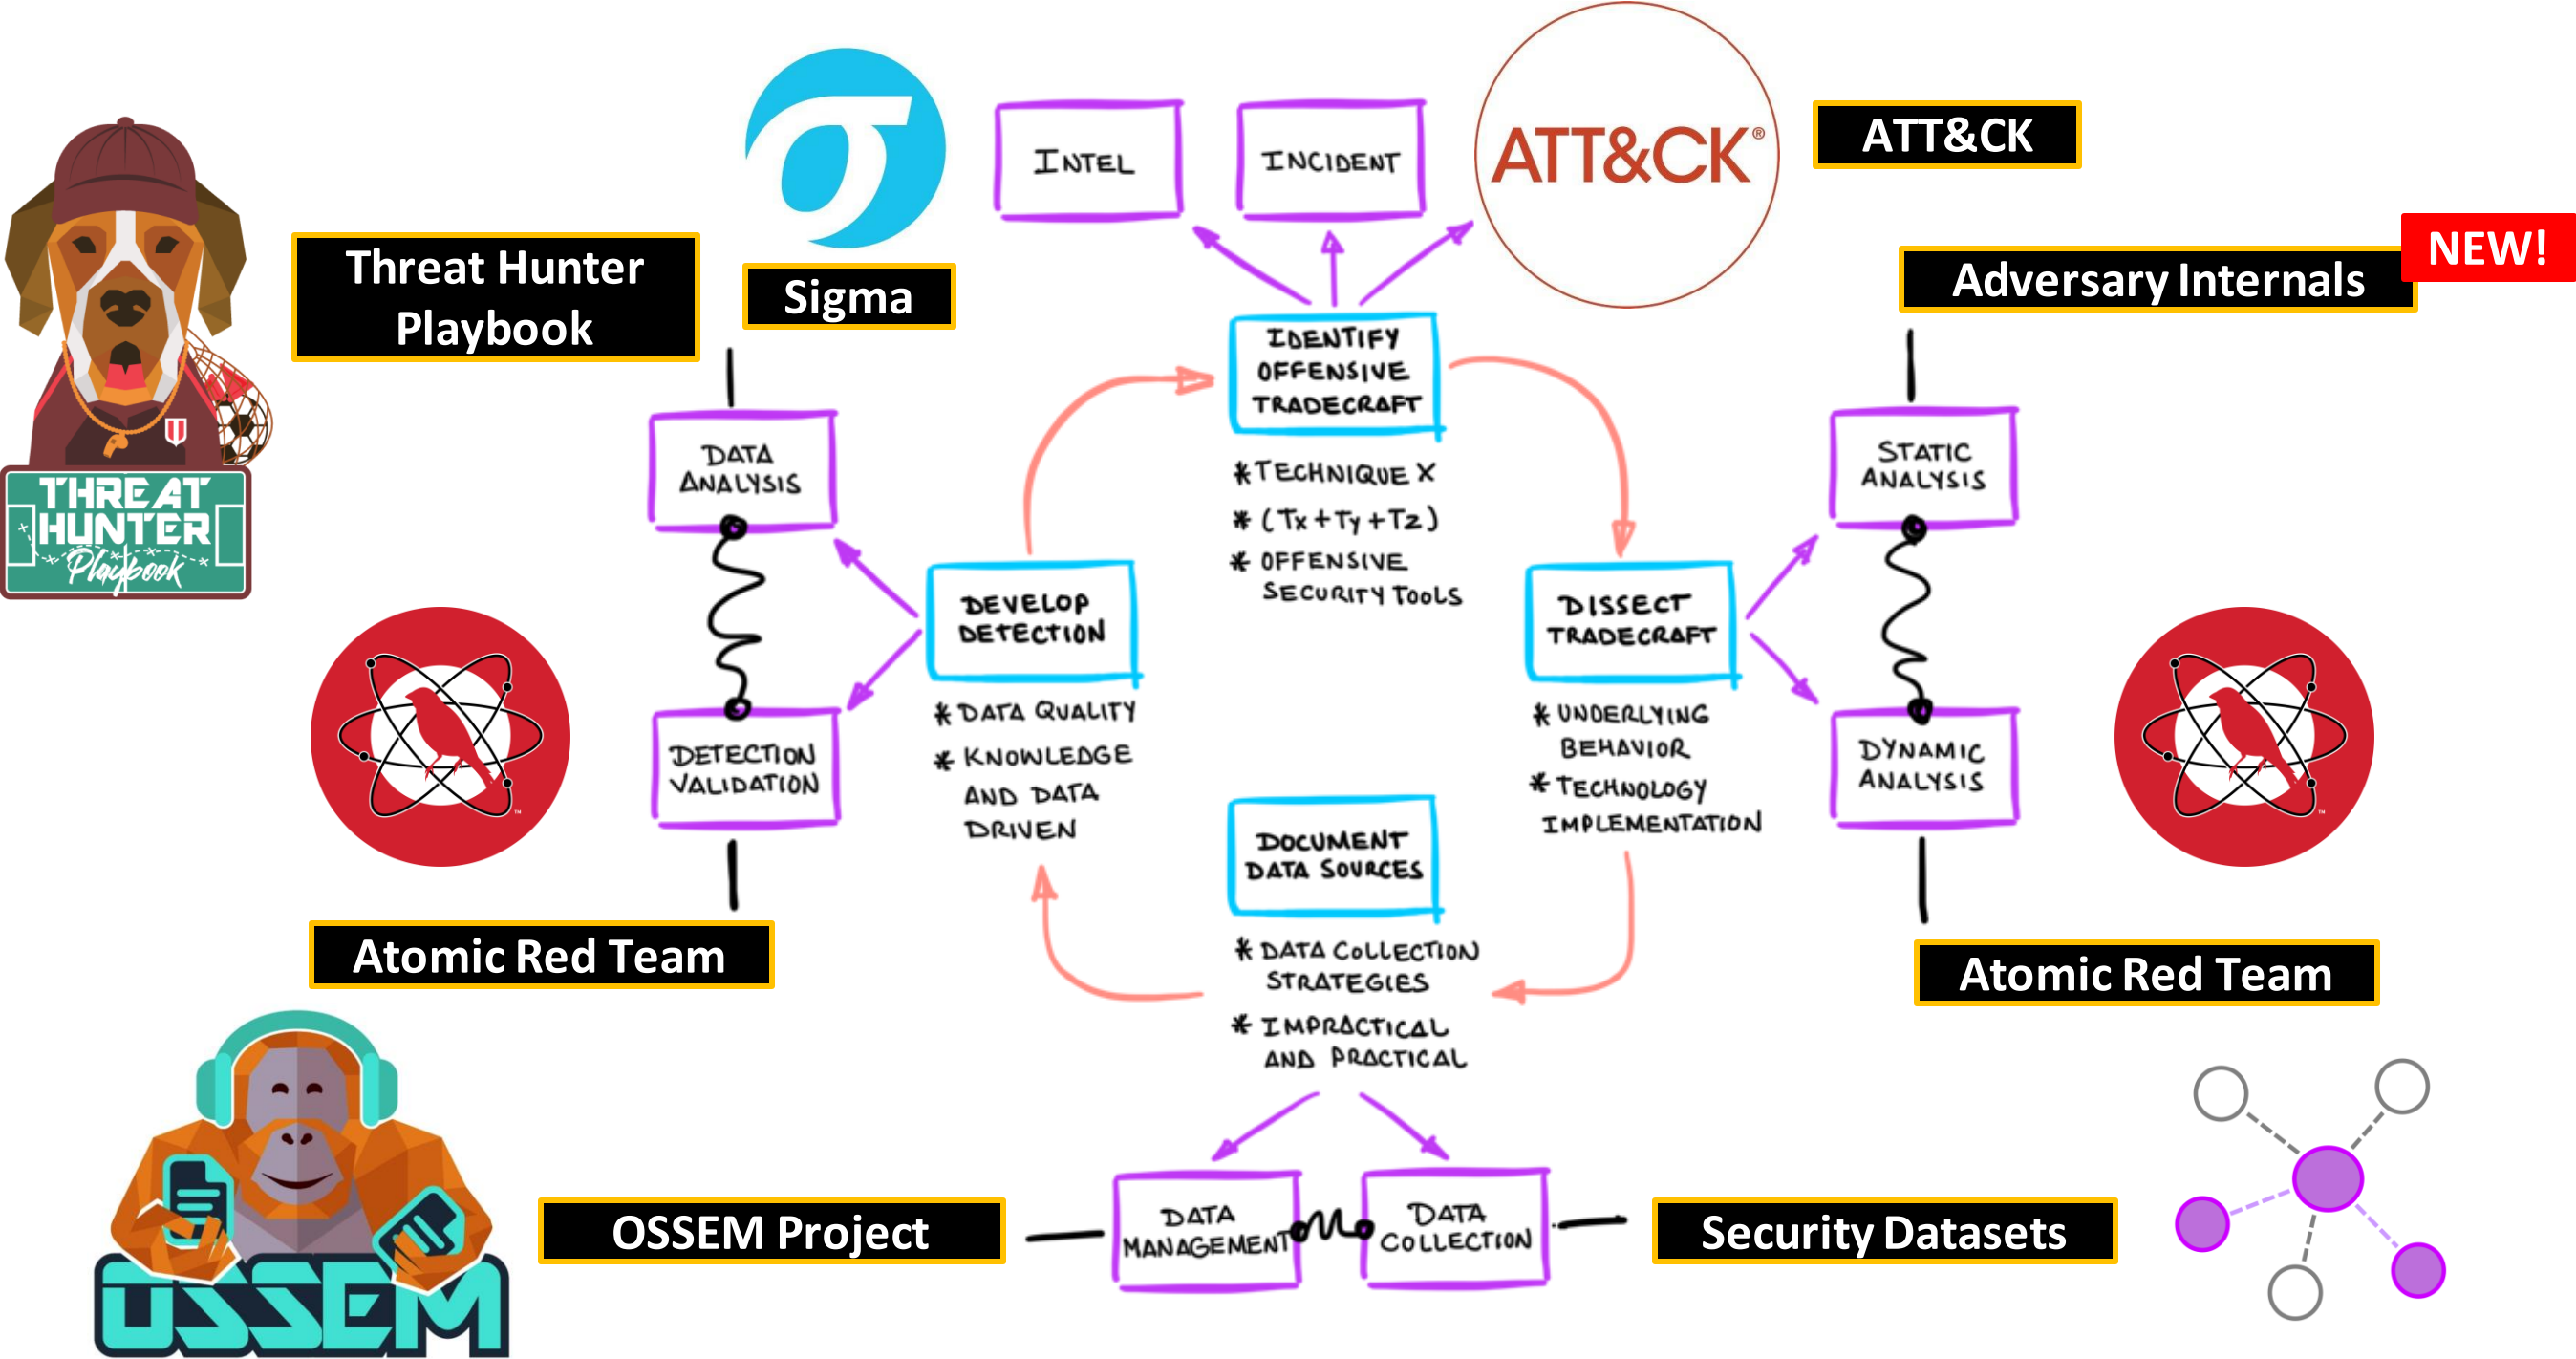 INTEL
INCIDENT
ATT&CK®
ATT&CK
NEW!
Adversary Internals
Threat Hunter
Playbook
Sigma
THREAT
HUNTER
Playbook
IDENTIFY
OFFENSIVE
TRADECRAFT
* TECHNIQUE X
* (Tx + Ty + Tz)
* OFFENSIVE
SECURITY TOOLS
DATA
ANALYSIS
STATIC
ANALYSIS
DEVELOP
DETECTION
* DATA QUALITY
* KNOWLEDGE
AND DATA
DRIVEN
DISSECT
TRADECRAFT
* UNDERLYING
BEHAVIOR
* TECHNOLOGY
IMPLEMENTATION
DETECTION
VALIDATION
DYNAMIC
ANALYSIS
TM
TM
DOCUMENT
DATA SOURCES
* DATA COLLECTION
STRATEGIES
* IMPRACTICAL
AND PRACTICAL
Atomic Red Team
Atomic Red Team
OSSEM Project
DATA
MANAGEMENT
DATA
COLLECTION
Security Datasets
OSSEM